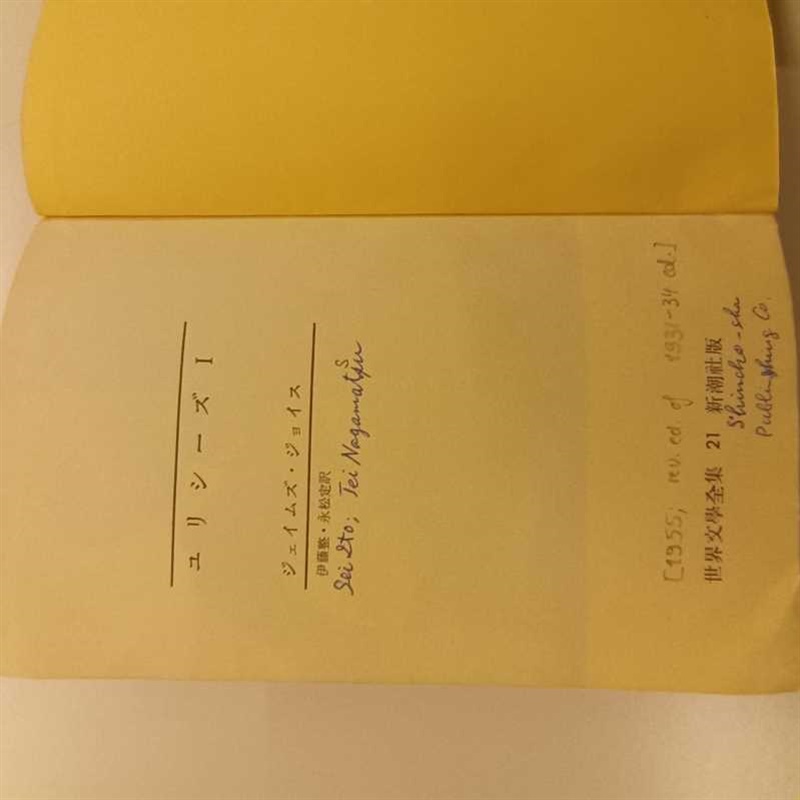 ユリシーズ I
ジェイムズ・ジョイス
伊藤整・永松定訳
Sei Ito; Tei Nagamatsu
[1955; rev. ed. of 1931-34 ed.]
世界文學全集 21 新潮社版
Shincho-sha
Publishing Co.